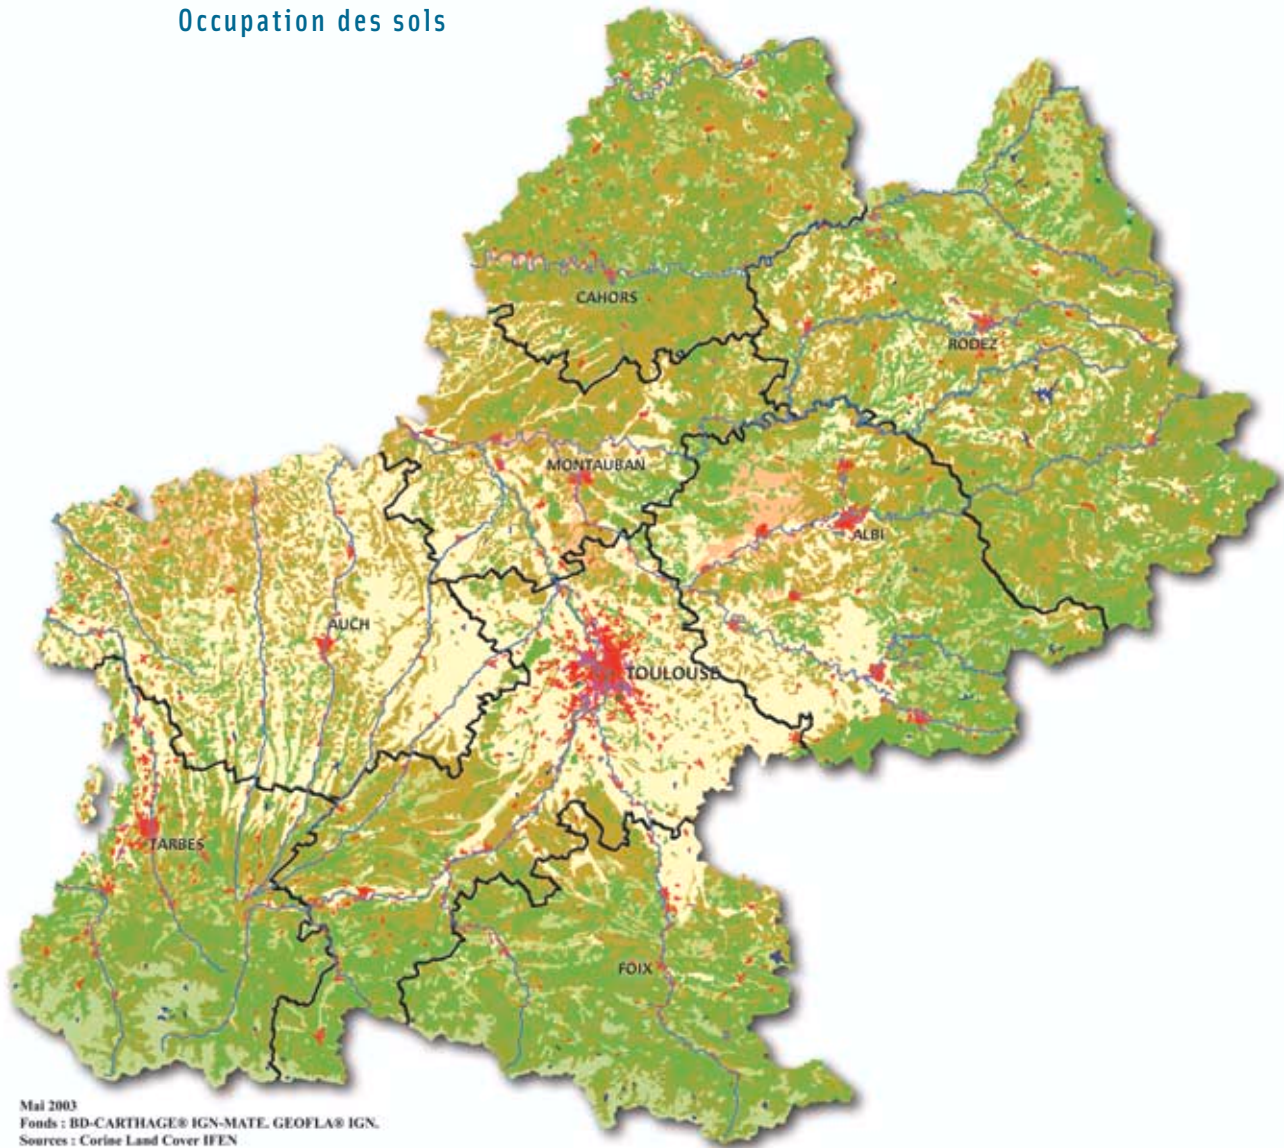 Occupation des sols
CAHORS
RODEZ
MONTAUBAN
ALBI
AUCH
TOULOUSE
TARBES
FOIX
Mai 2003
Fonds : BD-CARTHAGE® IGN-MATE. GEOFLA® IGN.
Sources : Corine Land Cover IFEN